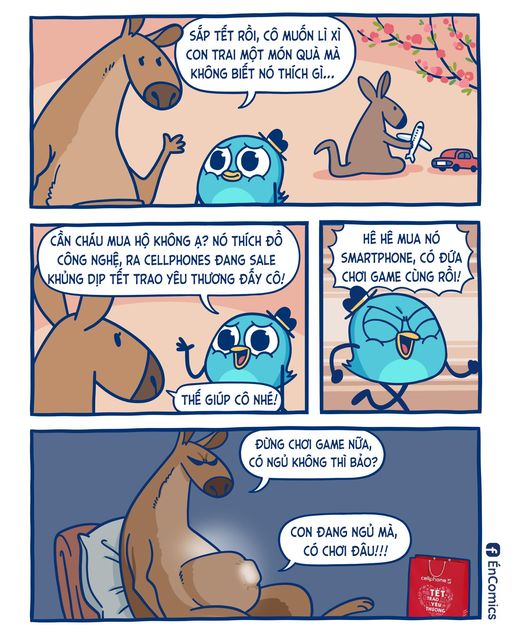 SẮP TẾT RỒI, CÔ MUỐN LÌ XÌ
CON TRAI MỘT MÓN QUÀ MÀ
KHÔNG BIẾT NÓ THÍCH GÌ...
CẦN CHÁU MUA HỘ KHÔNG Ạ? NÓ THÍCH ĐỒ
CÔNG NGHỆ, RA CELLPHONES ĐANG SALE
KHỦNG DỊP TẾT TRAO YÊU THƯƠNG ĐẤY CÔ!
THẾ GIÚP CÔ NHÉ!
HÊ HÊ MUA NÓ
SMARTPHONE, CÓ ĐỨA
CHƠI GAME CÙNG RỒI!
ĐỪNG CHƠI GAME NỮA,
CÓ NGỦ KHÔNG THÌ BẢO?
CON ĐANG NGỦ MÀ,
CÓ CHƠI ĐÂU!!!
cellphoneS
TẾT
TRAO
YÊU
THƯƠNG
ÉnComics